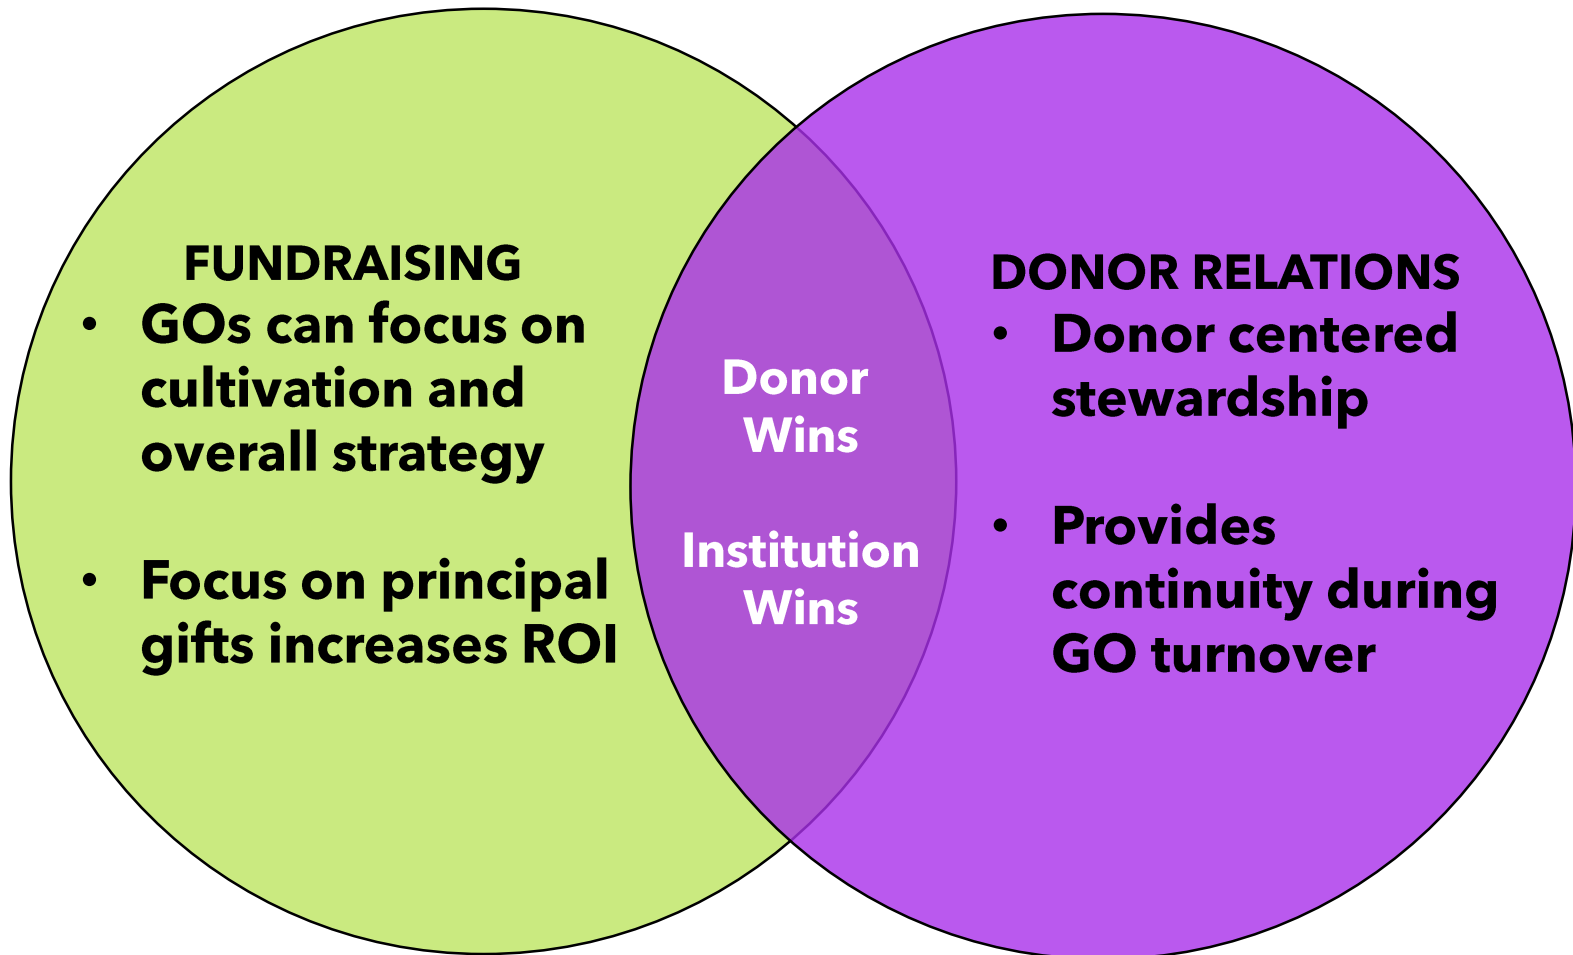 FUNDRAISING
• GOs can focus on
cultivation and
overall strategy
• Focus on principal
gifts increases ROI
Donor
Wins
Institution
Wins
DONOR RELATIONS
• Donor centered
stewardship
• Provides
continuity during
GO turnover